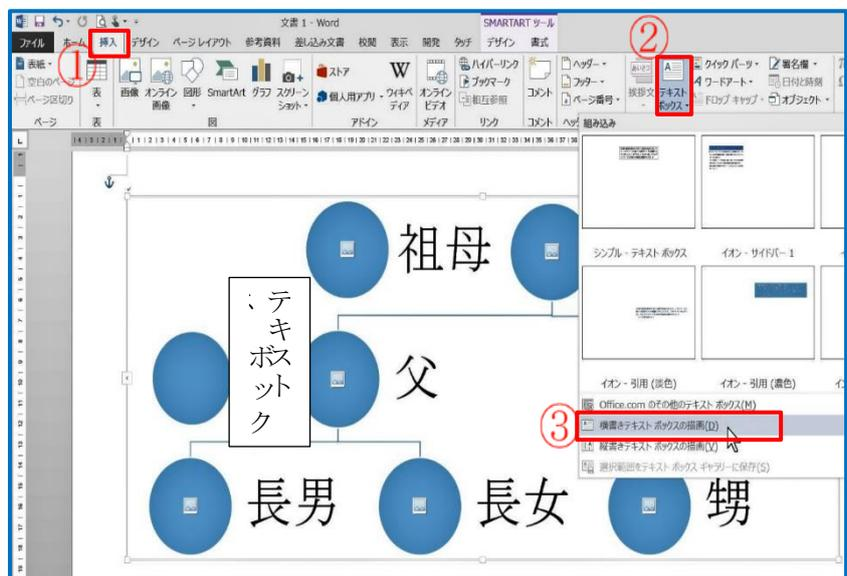 文書 1 - Word
SMARTART ツール
ファイル ホーム 挿入 デザイン ページ レイアウト 参考資料 差し込み文書 校閲 表示 開発 タッチ デザイン 書式
① ②
表紙
空白のページ
ページ区切り
ページ
表
表
画像
オンライン画像
図形
SmartArt
グラフ
スクリーンショット
図
ストア
個人用アプリ
アドイン
W
ウィキペディア
オンラインビデオ
メディア
ハイパーリンク
ブックマーク
相互参照
リンク
コメント
コメント
ヘッダー
フッター
ページ番号
あいさつ
挨拶文
A
テキストボックス
クイック パーツ
ワードアート
ドロップ キャップ
署名欄
日付と時刻
オブジェクト
組み込み
シンプル - テキスト ボックス
イオン - サイドバー 1
イオン - 引用 (淡色)
イオン - 引用 (濃色)
Office.com のその他のテキスト ボックス(M)
③ 横書きテキスト ボックスの描画(D)
縦書きテキスト ボックスの描画(V)
選択範囲をテキスト ボックス ギャラリーに保存(S)
祖母
テキスト
ボック
父
長男
長女
甥